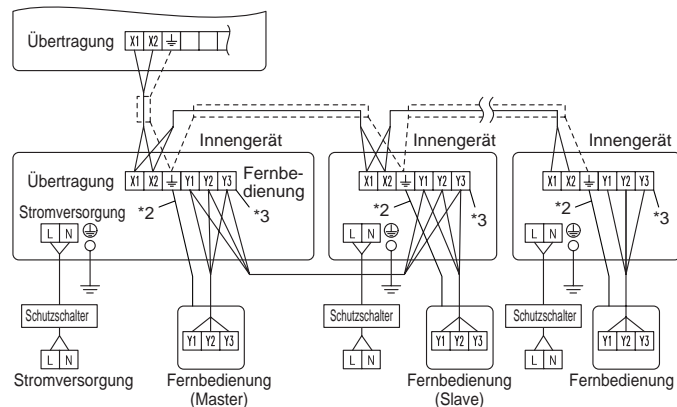 Übertragung X1 X2
Innengerät Innengerät Innengerät
Übertragung X1 X2 Y1 Y2 Y3 Fernbe-
dienung
X1 X2 Y1 Y2 Y3
X1 X2 Y1 Y2 Y3
*2 *3 *2 *3 *2 *3
Stromversorgung
L N L N L N
Schutzschalter Schutzschalter Schutzschalter
Y1 Y2 Y3 Y1 Y2 Y3 Y1 Y2 Y3
L N L N L N
Stromversorgung Fernbedienung
(Master)
Fernbedienung
(Slave)
Fernbedienung